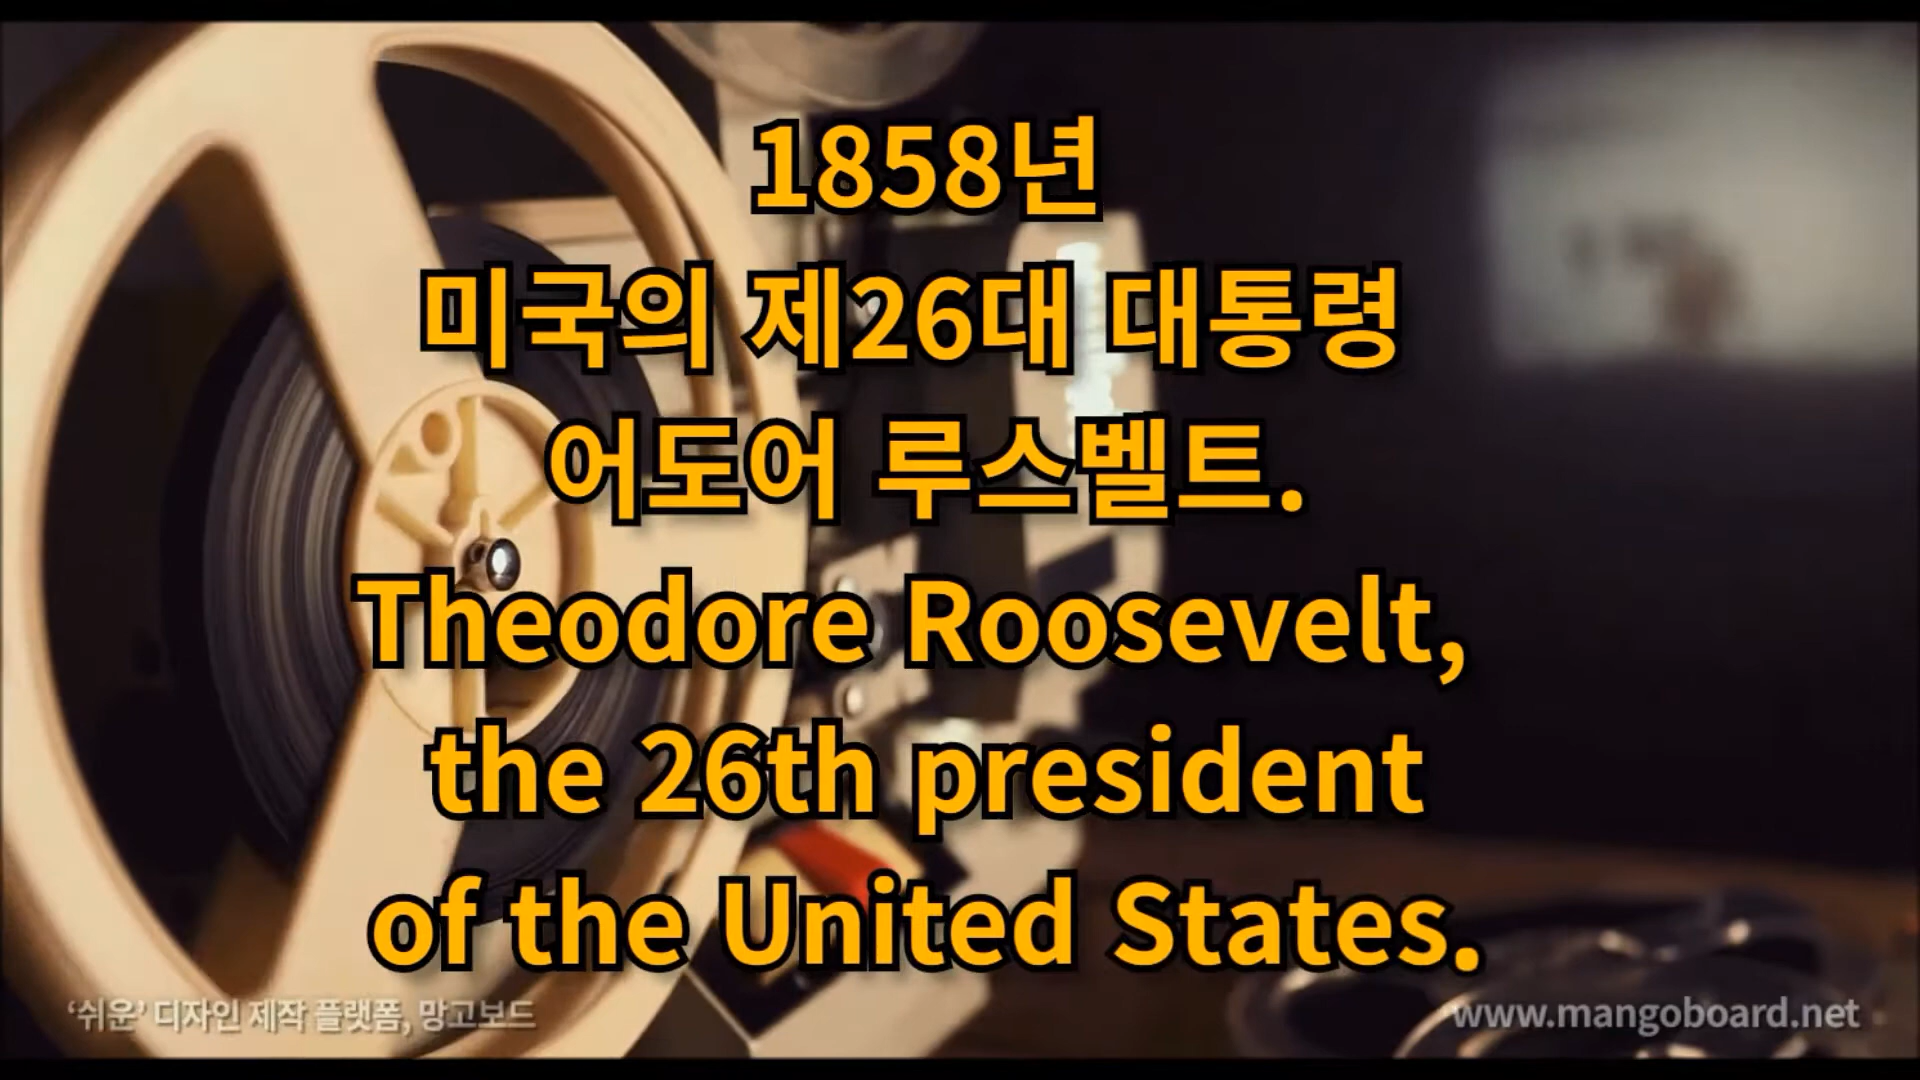 1858년
미국의 제26대 대통령
어도어 루스벨트.
Theodore Roosevelt,
the 26th president
of the United States.
‘쉬운’ 디자인 제작 플랫폼, 망고보드
www.mangoboard.net